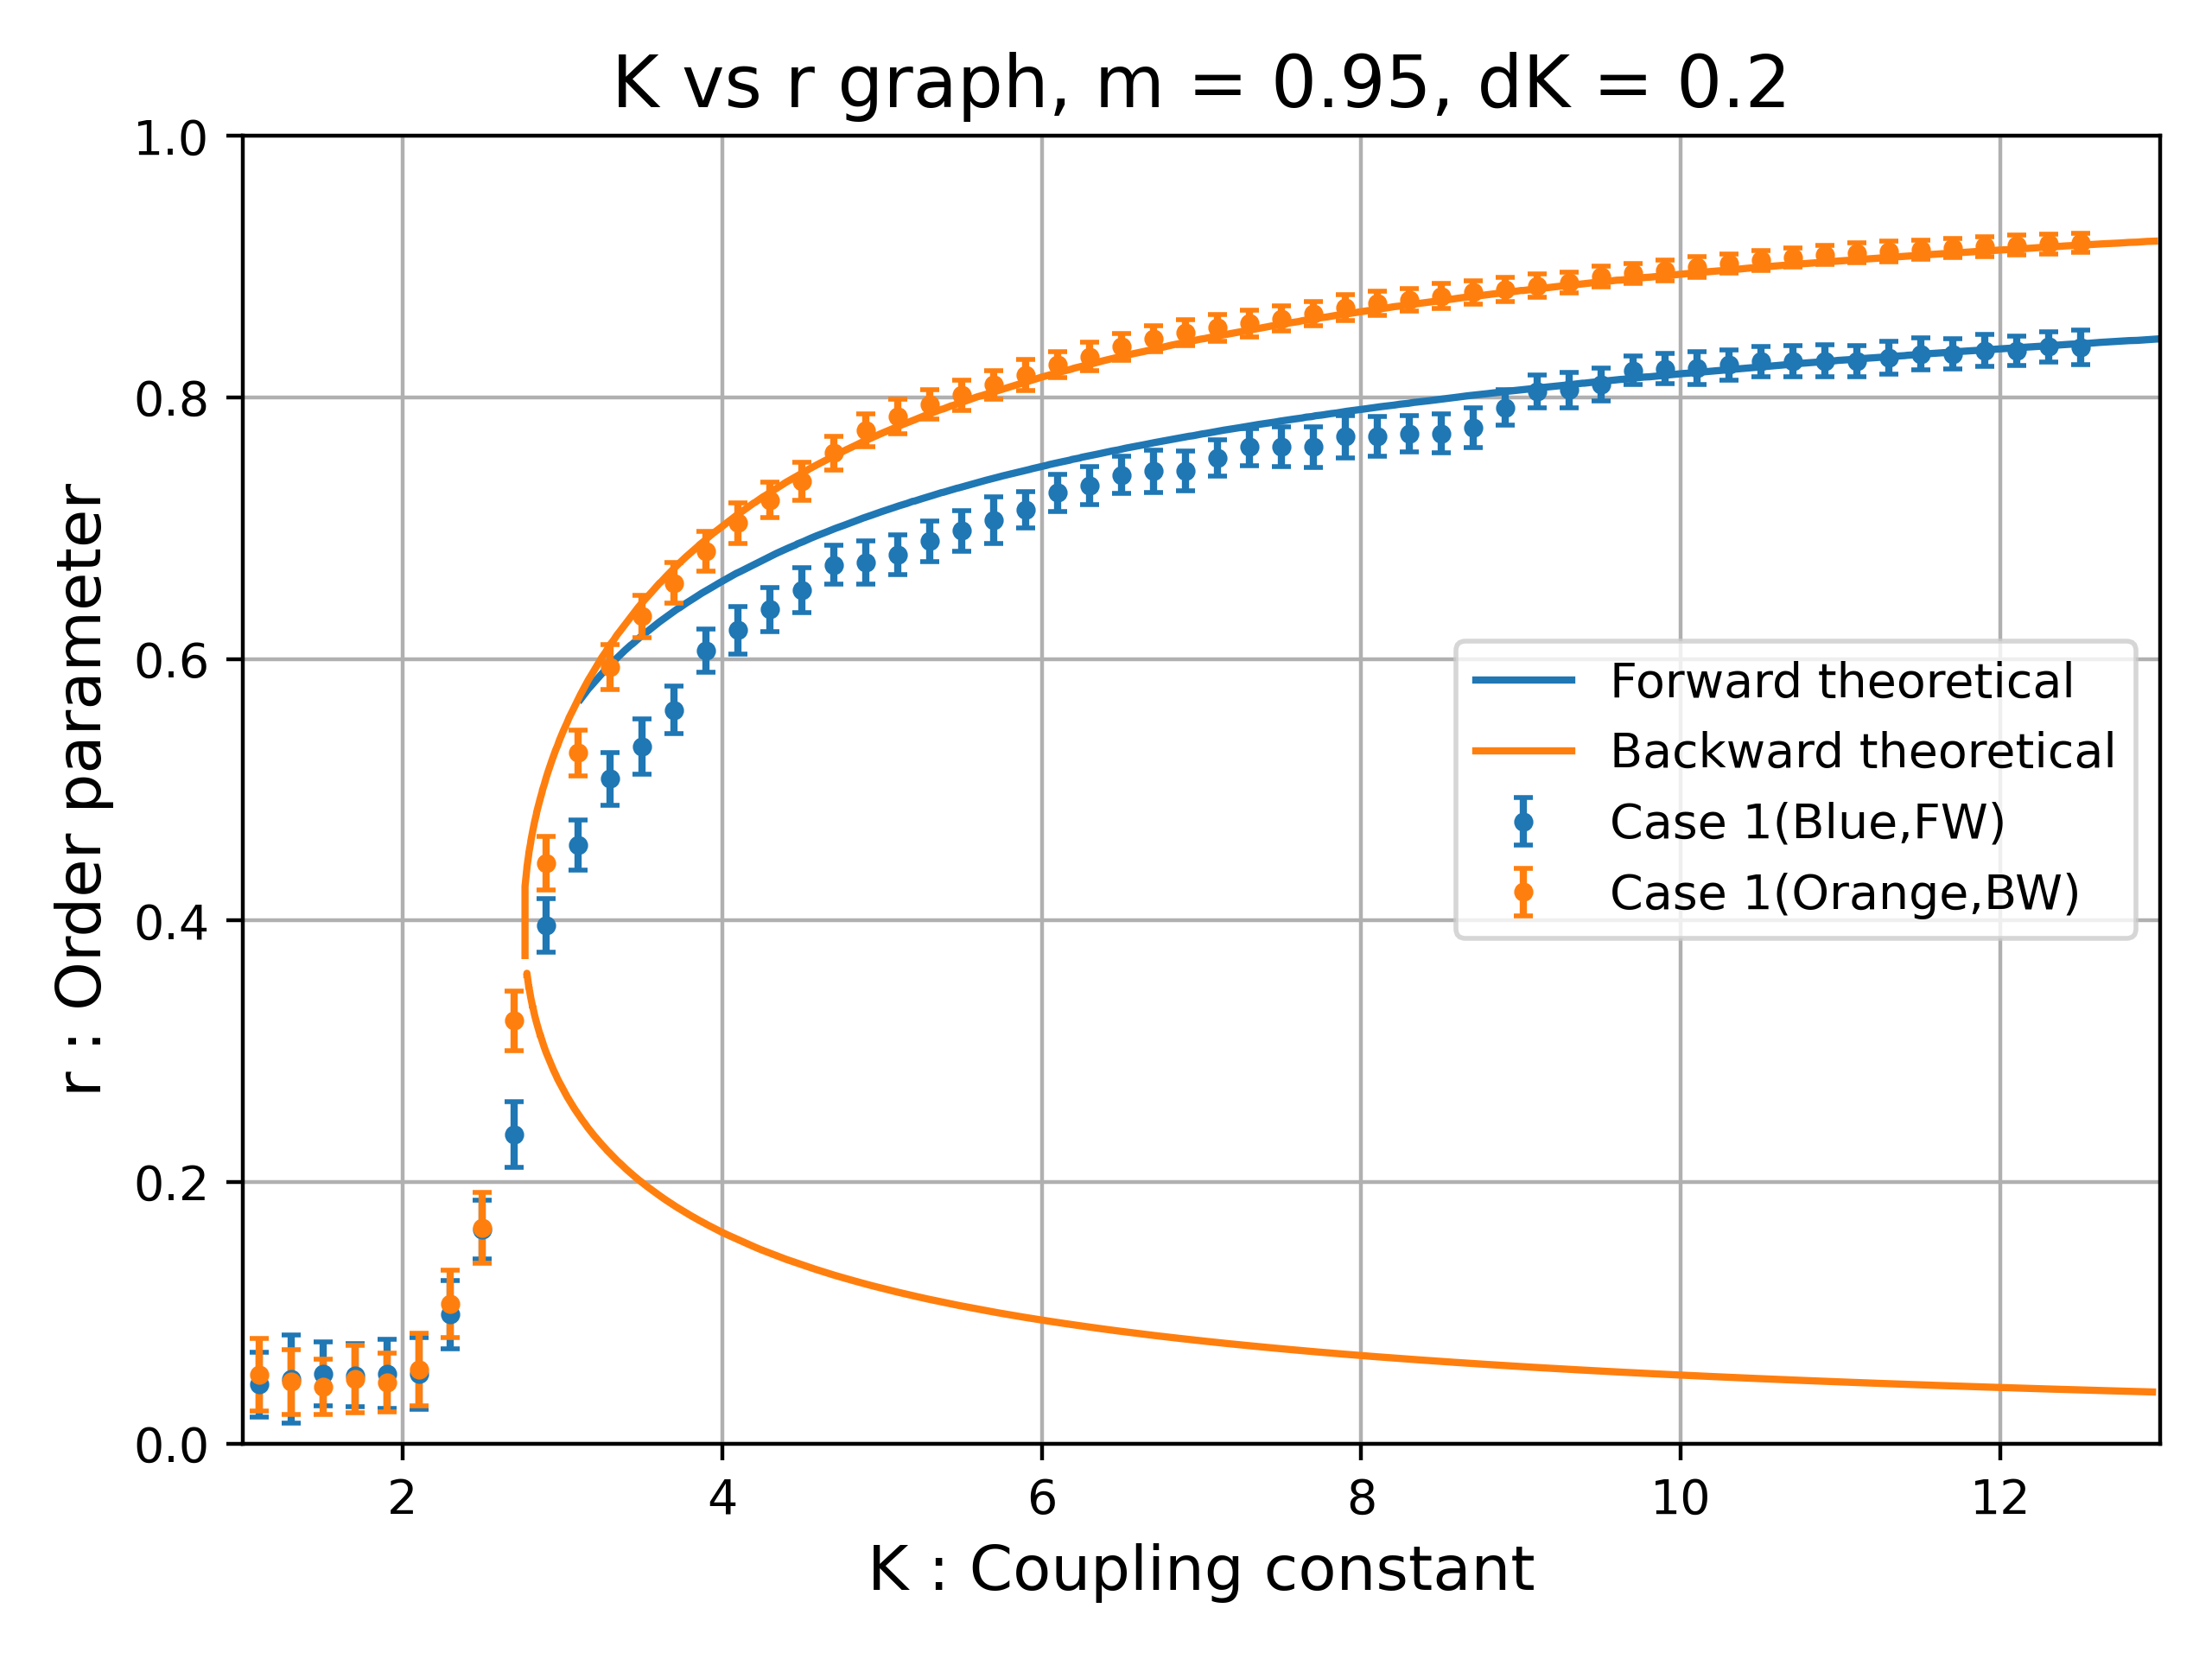 K vs r graph, m = 0.95, dK = 0.2
1.0
0.8
0.6
0.4
0.2
0.0
r : Order parameter
Forward theoretical
Backward theoretical
Case 1(Blue,FW)
Case 1(Orange,BW)
2 4 6 8 10 12
K : Coupling constant